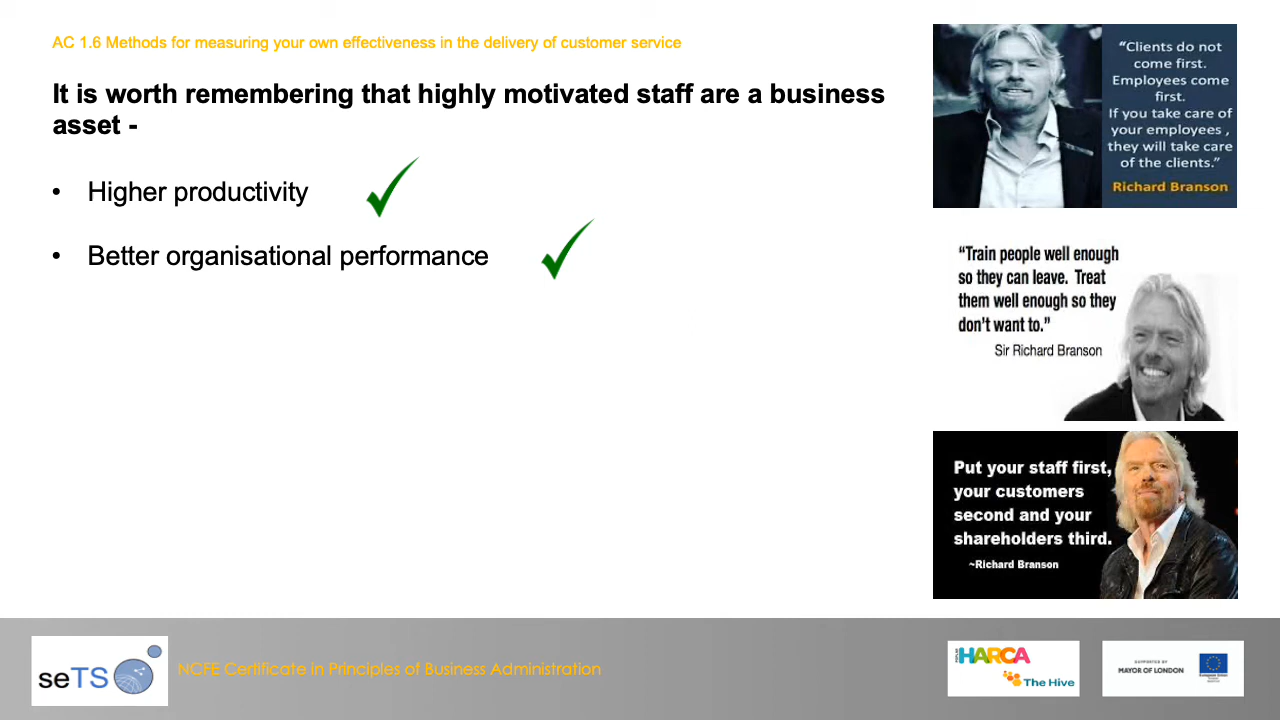 AC 1.6 Methods for measuring your own effectiveness in the delivery of customer service
It is worth remembering that highly motivated staff are a business
asset -
• Higher productivity
• Better organisational performance
“Clients do not
come first.
Employees come
first.
If you take care of
your employees ,
they will take care
of the clients.”
Richard Branson
“Train people well enough
so they can leave. Treat
them well enough so they
don’t want to.”
Sir Richard Branson
Put your staff first,
your customers
second and your
shareholders third.
~Richard Branson
seTS
NCFE Certificate in Principles of Business Administration
HARCA
The Hive
SUPPORTED BY
MAYOR OF LONDON
European Union